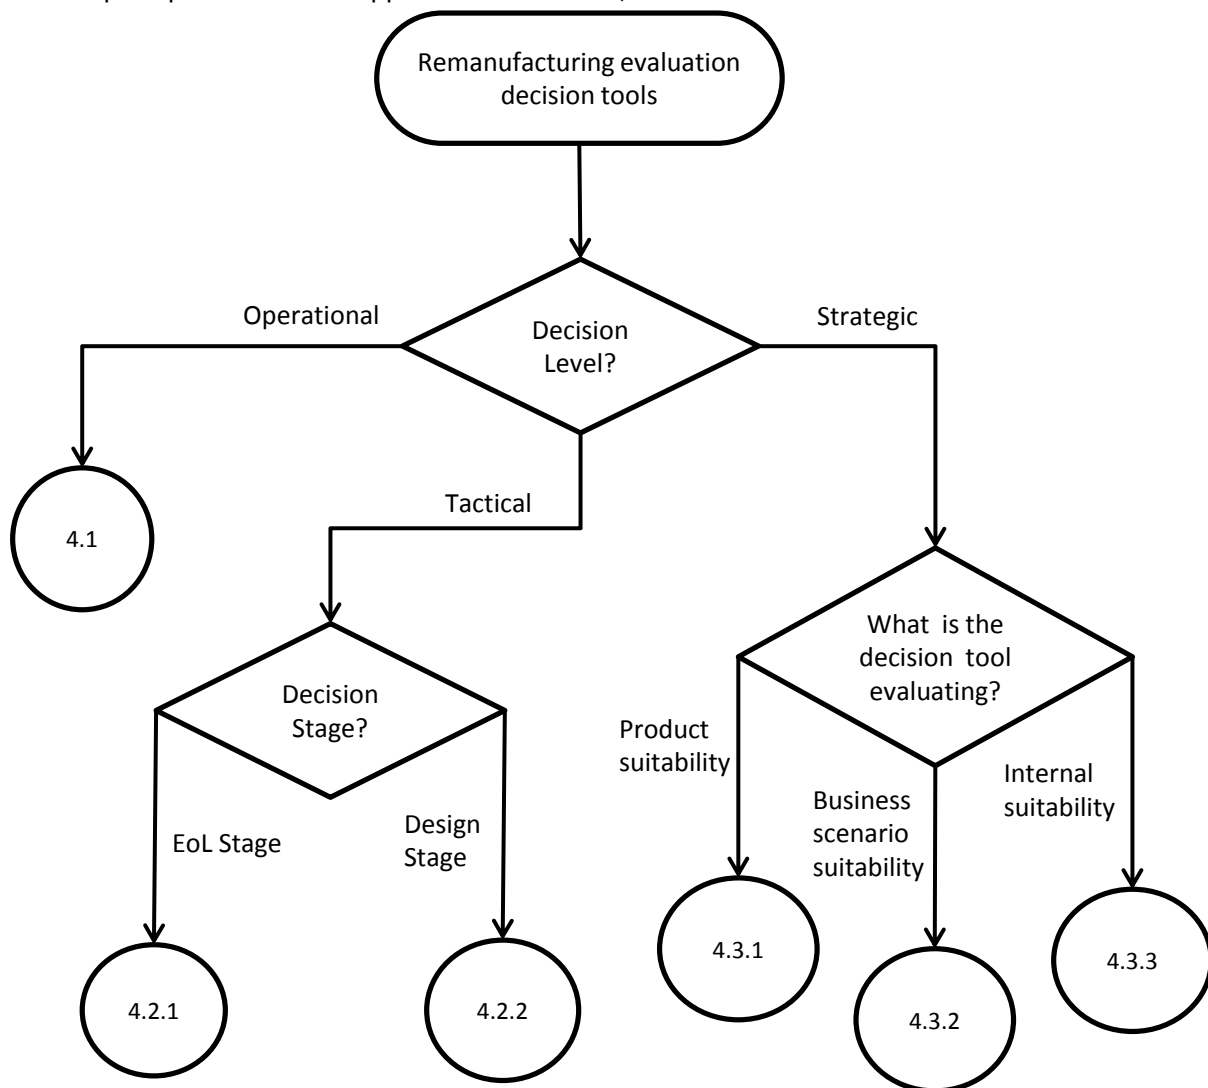 Remanufacturing evaluation
decision tools
Operational
Decision
Level?
Strategic
4.1
Tactical
Decision
Stage?
What is the
decision tool
evaluating?
EoL Stage
Design
Stage
Product
suitability
Business
scenario
suitability
Internal
suitability
4.2.1
4.2.2
4.3.1
4.3.2
4.3.3